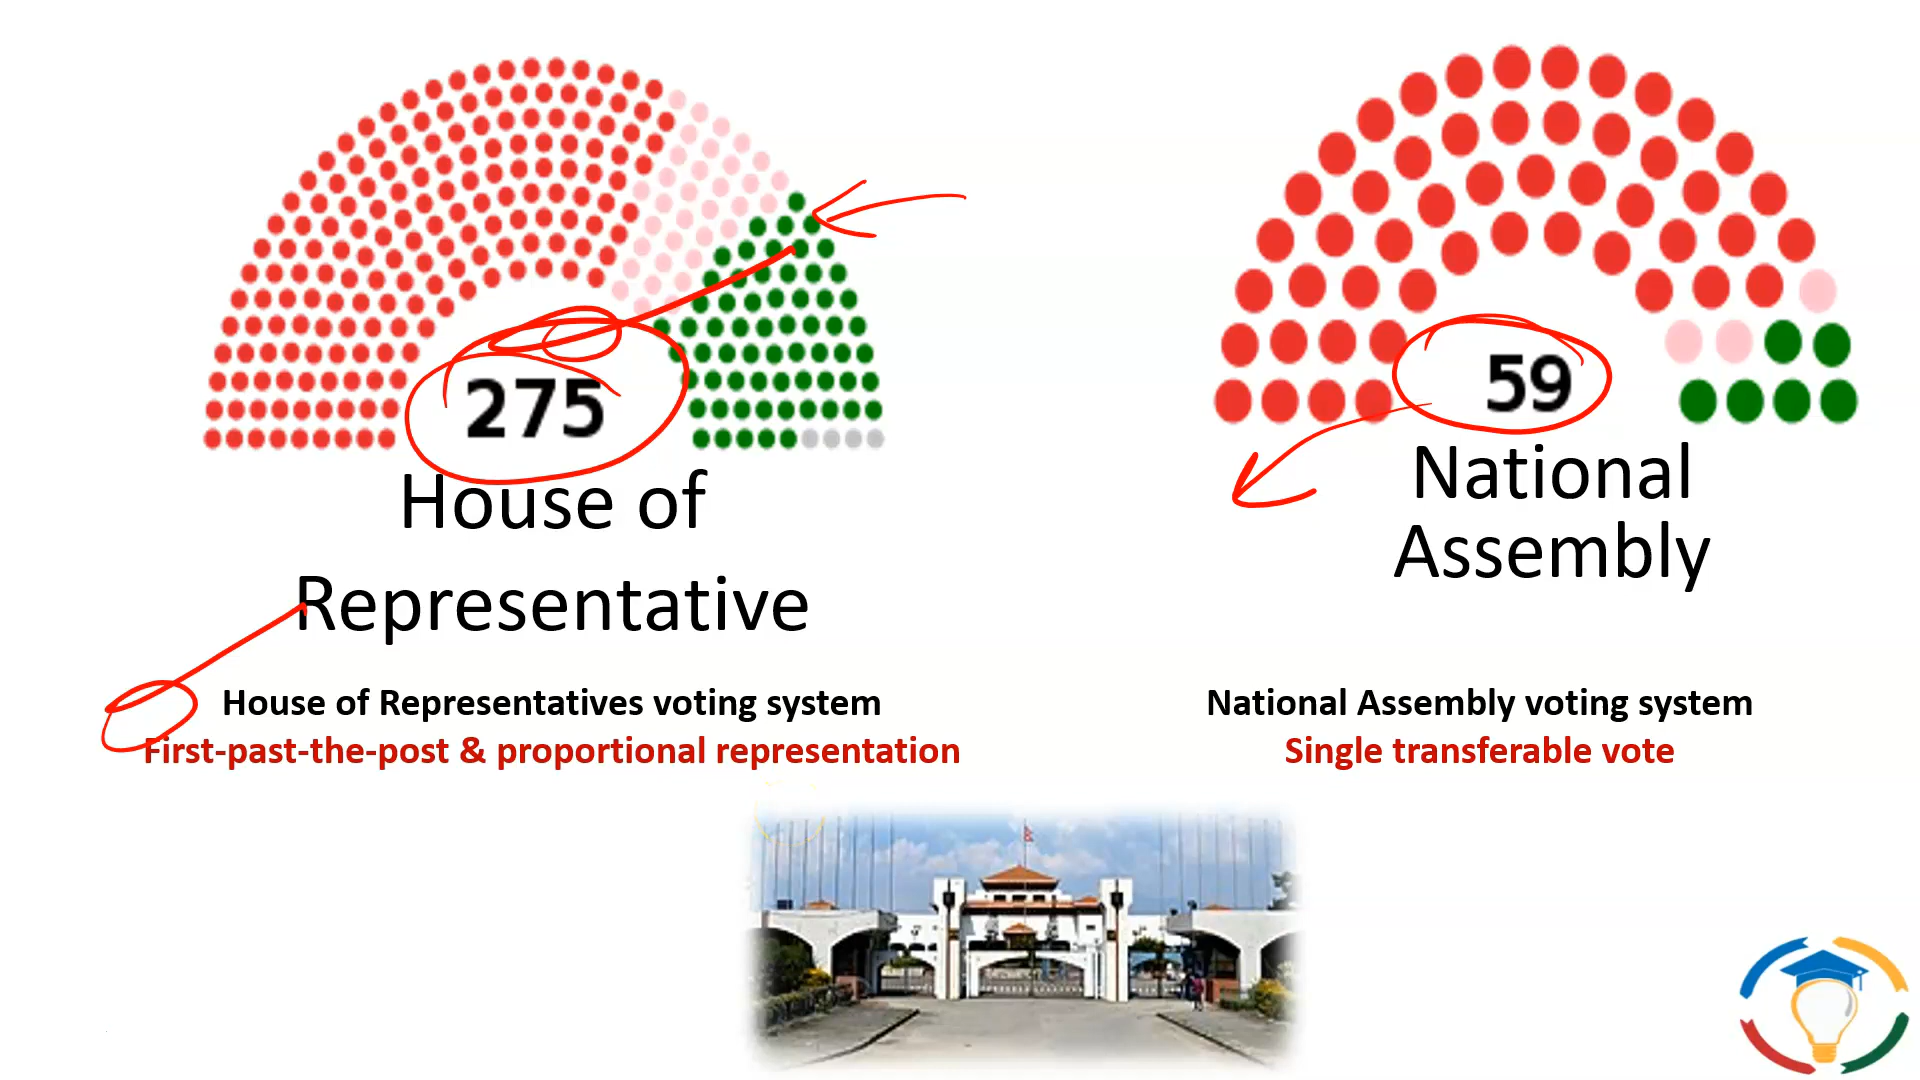 275
House of
Representative
House of Representatives voting system
First-past-the-post & proportional representation
59
National
Assembly
National Assembly voting system
Single transferable vote